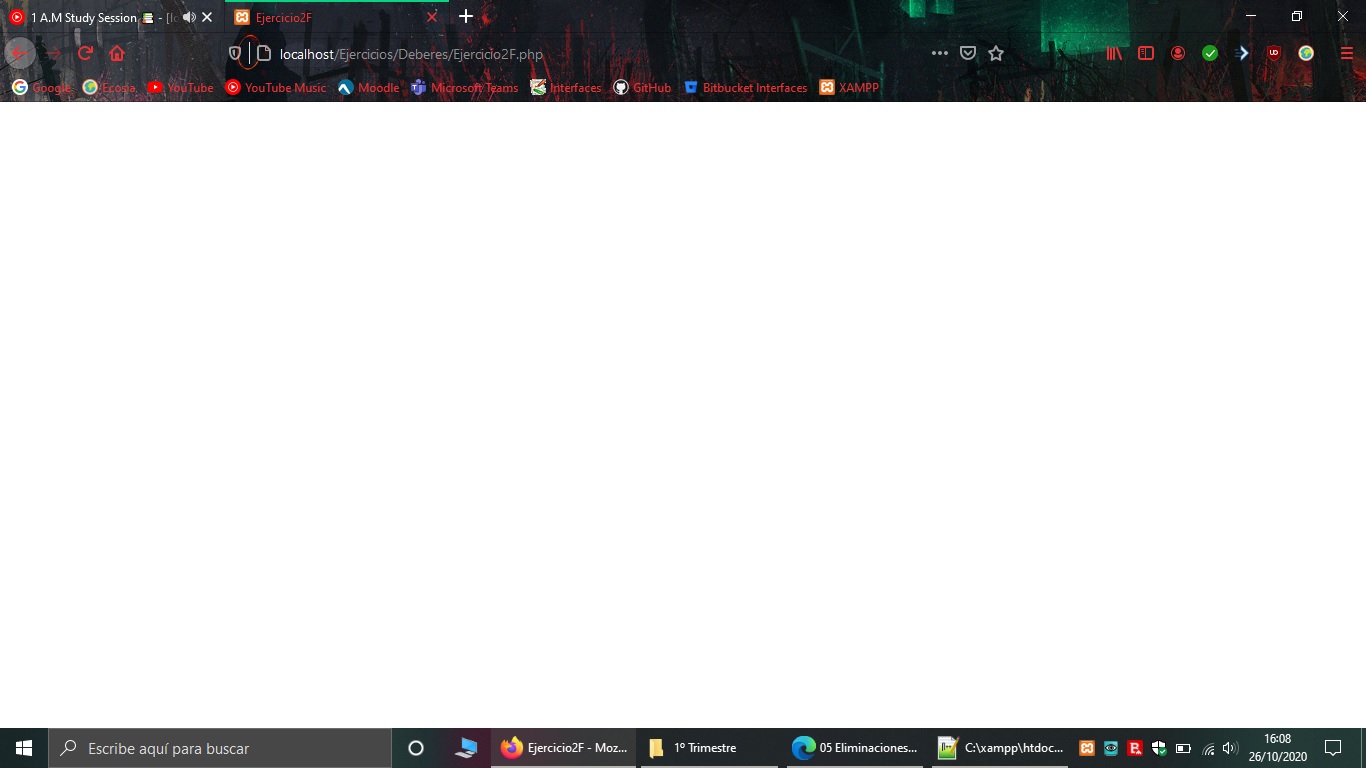 1 A.M Study Session 📚 - [lo
Ejercicio2F
localhost/Ejercicios/Deberes/Ejercicio2F.php
Google Ecosia YouTube YouTube Music Moodle Microsoft Teams Interfaces GitHub Bitbucket Interfaces XAMPP
Escribe aquí para buscar
Ejercicio2F - Moz...
1º Trimestre
05 Eliminaciones...
C:\xampp\htdoc...
16:08
26/10/2020